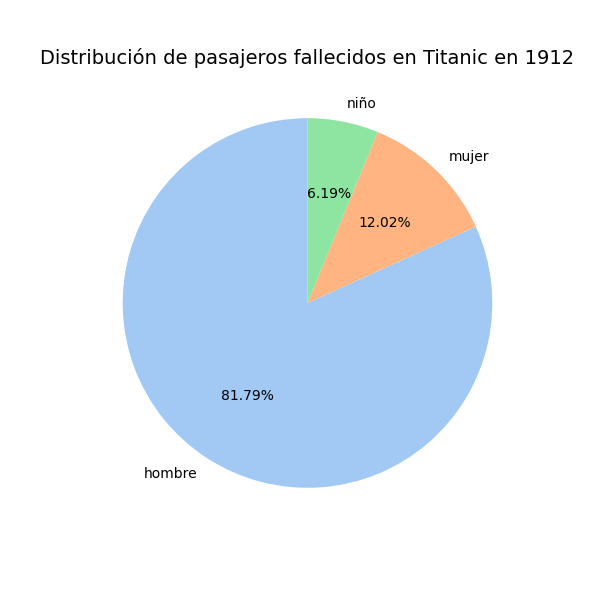 Distribución de pasajeros fallecidos en Titanic en 1912
niño
mujer
6.19%
12.02%
81.79%
hombre